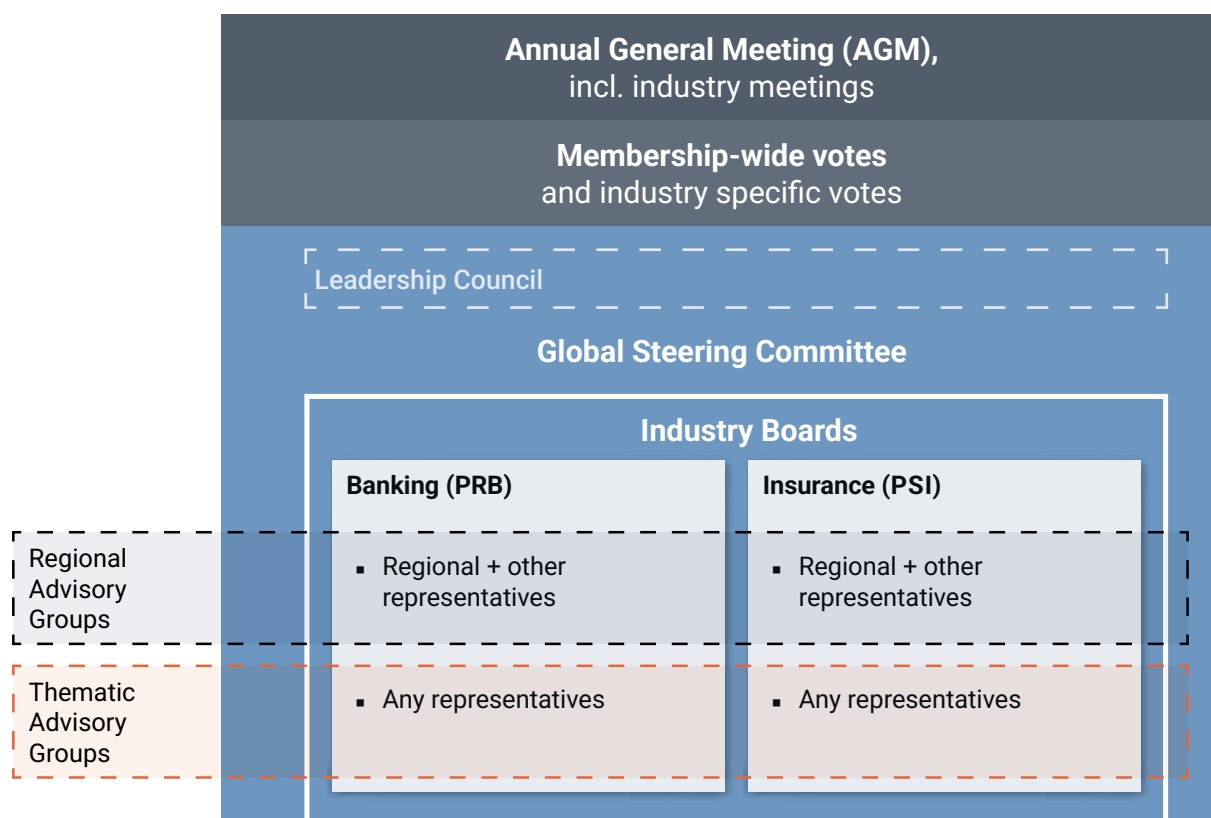 Annual General Meeting (AGM),
incl. industry meetings
Membership-wide votes
and industry specific votes
Leadership Council
Global Steering Committee
Industry Boards
Banking (PRB)
Insurance (PSI)
Regional
Advisory
Groups
▪ Regional + other
representatives
▪ Regional + other
representatives
Thematic
Advisory
Groups
▪ Any representatives
▪ Any representatives